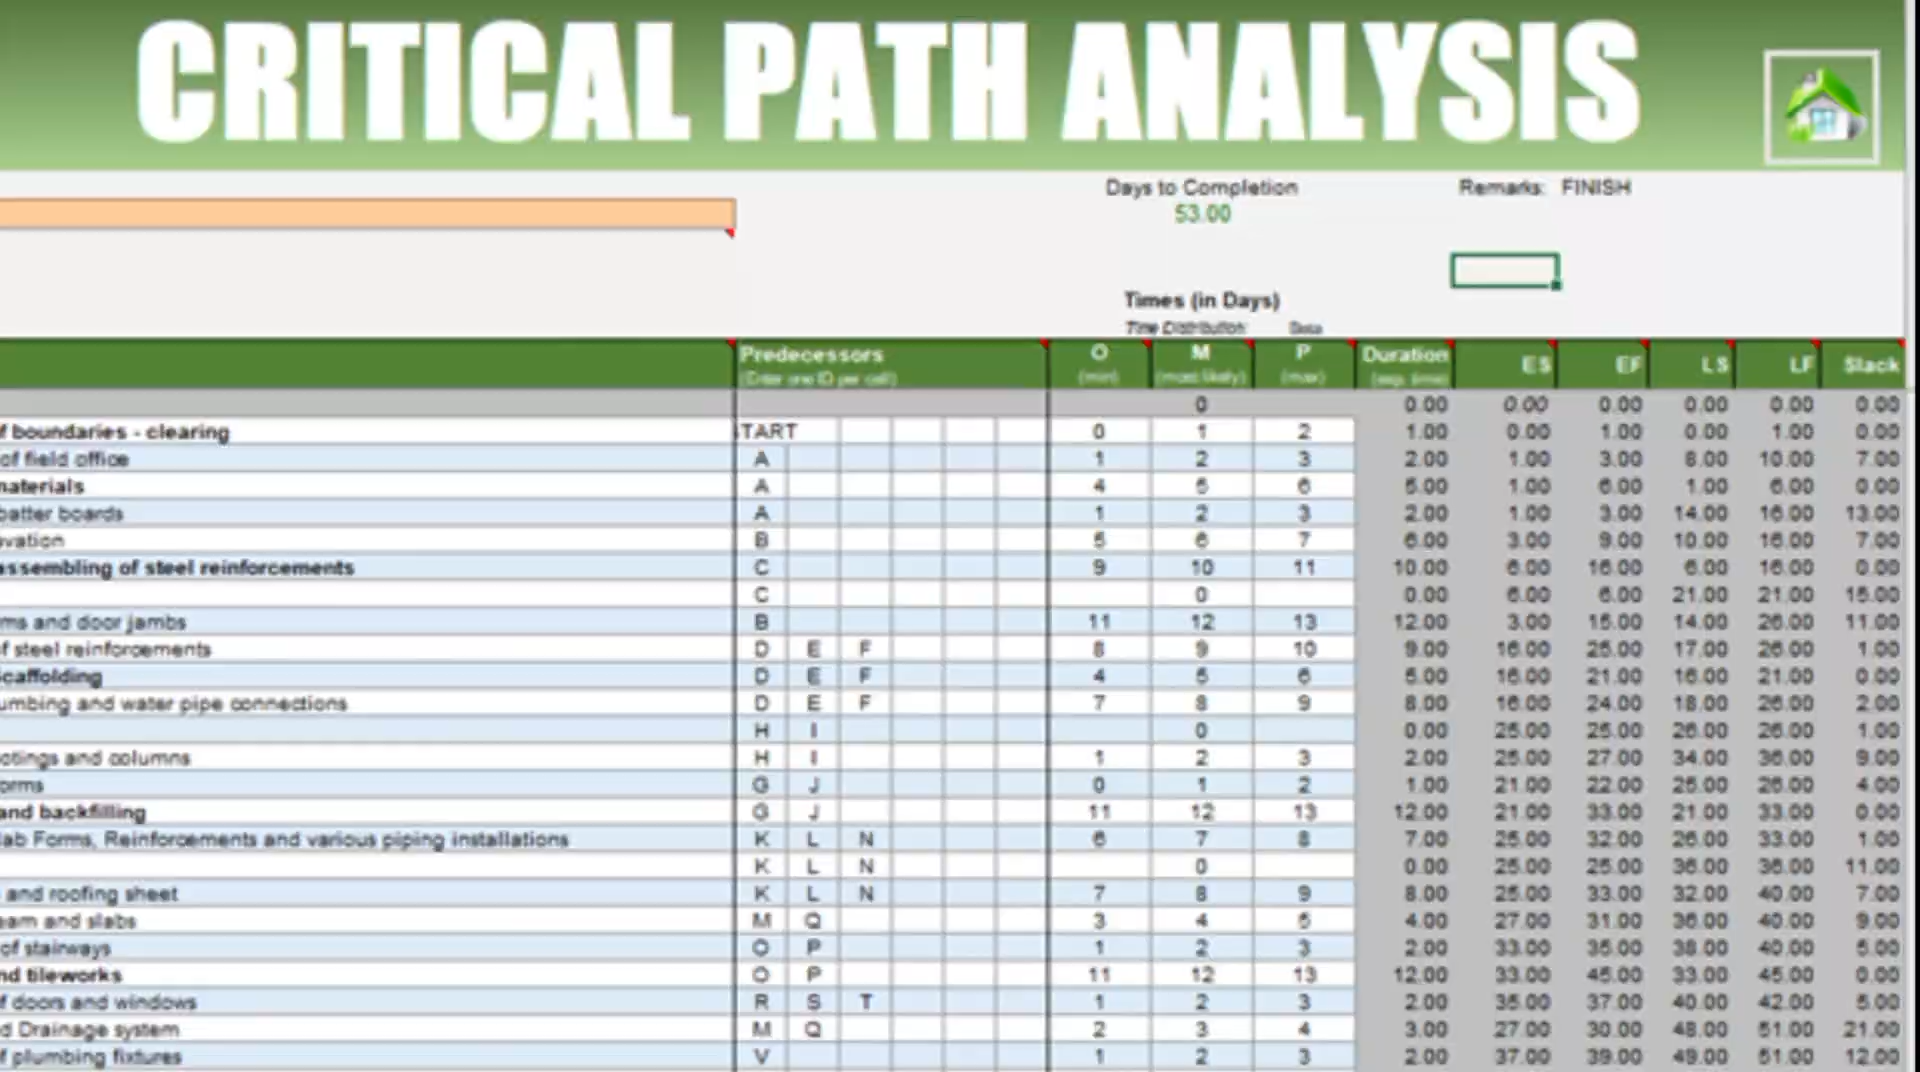 CRITICAL PATH ANALYSIS
Days to Completion Remarks: FINISH
53.00
Times (in Days)
Time Distribution: Beta
Predecessors O M P Duration ES EF LS LF Slack
(Enter one ID per cell) (min) (most likely) (max) (exp. time)
0 0.00 0.00 0.00 0.00 0.00 0.00
f boundaries - clearing TART 0 1 2 1.00 0.00 1.00 0.00 1.00 0.00
of field office A 1 2 3 2.00 1.00 3.00 8.00 10.00 7.00
materials A 4 5 6 5.00 1.00 6.00 1.00 6.00 0.00
batter boards A 1 2 3 2.00 1.00 3.00 14.00 16.00 13.00
avation B 5 6 7 6.00 3.00 9.00 10.00 16.00 7.00
assembling of steel reinforcements C 9 10 11 10.00 6.00 16.00 6.00 16.00 0.00
C 0 0.00 6.00 6.00 21.00 21.00 15.00
ms and door jambs B 11 12 13 12.00 3.00 15.00 14.00 26.00 11.00
f steel reinforcements D E F 8 9 10 9.00 16.00 25.00 17.00 26.00 1.00
caffolding D E F 4 5 6 5.00 16.00 21.00 16.00 21.00 0.00
umbing and water pipe connections D E F 7 8 9 8.00 16.00 24.00 18.00 26.00 2.00
H I 0 0.00 25.00 25.00 26.00 26.00 1.00
otings and columns H I 1 2 3 2.00 25.00 27.00 34.00 36.00 9.00
orms G J 0 1 2 1.00 21.00 22.00 25.00 26.00 4.00
and backfilling G J 11 12 13 12.00 21.00 33.00 21.00 33.00 0.00
lab Forms, Reinforcements and various piping installations K L N 6 7 8 7.00 25.00 32.00 26.00 33.00 1.00
K L N 0 0.00 25.00 25.00 36.00 36.00 11.00
and roofing sheet K L N 7 8 9 8.00 25.00 33.00 32.00 40.00 7.00
eam and slabs M Q 3 4 5 4.00 27.00 31.00 36.00 40.00 9.00
of stairways O P 1 2 3 2.00 33.00 35.00 38.00 40.00 5.00
nd tileworks O P 11 12 13 12.00 33.00 45.00 33.00 45.00 0.00
f doors and windows R S T 1 2 3 2.00 35.00 37.00 40.00 42.00 5.00
d Drainage system M Q 2 3 4 3.00 27.00 30.00 48.00 51.00 21.00
f plumbing fixtures V 1 2 3 2.00 37.00 39.00 49.00 51.00 12.00